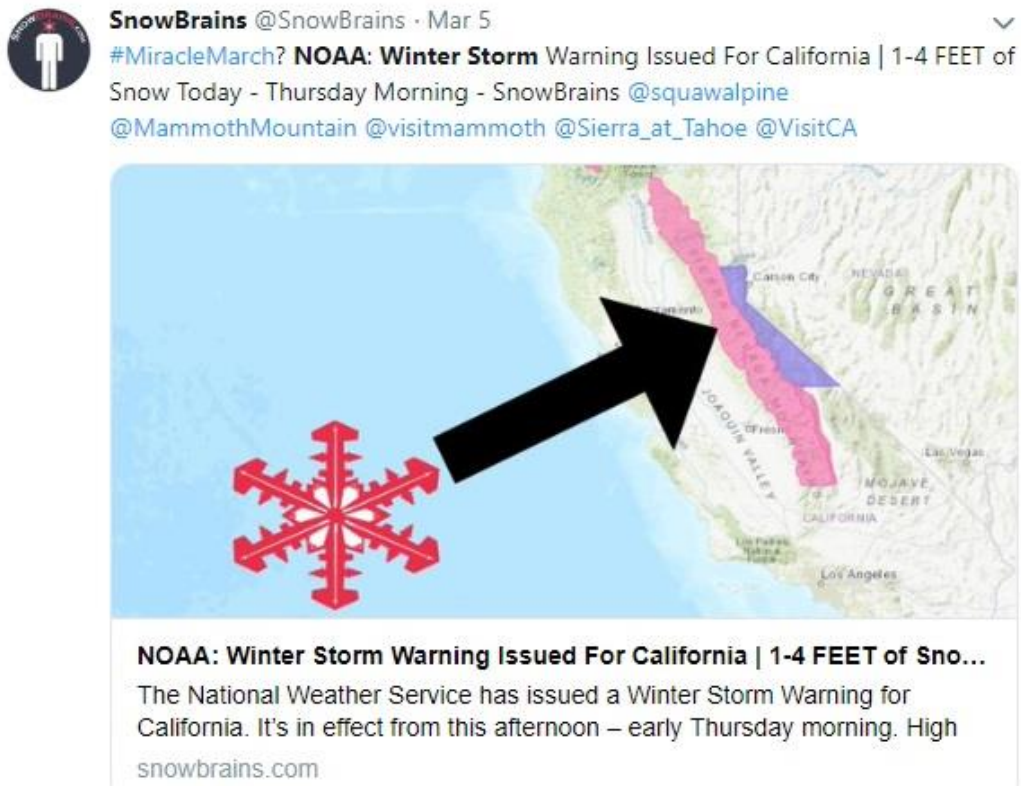 SnowBrains @SnowBrains · Mar 5
#MiracleMarch? NOAA: Winter Storm Warning Issued For California | 1-4 FEET of
Snow Today - Thursday Morning - SnowBrains @squawalpine
@MammothMountain @visitmammoth @Sierra_at_Tahoe @VisitCA
Carson City
NEVADA
GREAT
BASIN
JOAQUIN VALLEY
Las Vegas
MOJAVE
DESERT
CALIFORNIA
Los Padres
National
Los Angeles
NOAA: Winter Storm Warning Issued For California | 1-4 FEET of Sno...
The National Weather Service has issued a Winter Storm Warning for
California. It's in effect from this afternoon – early Thursday morning. High
snowbrains.com